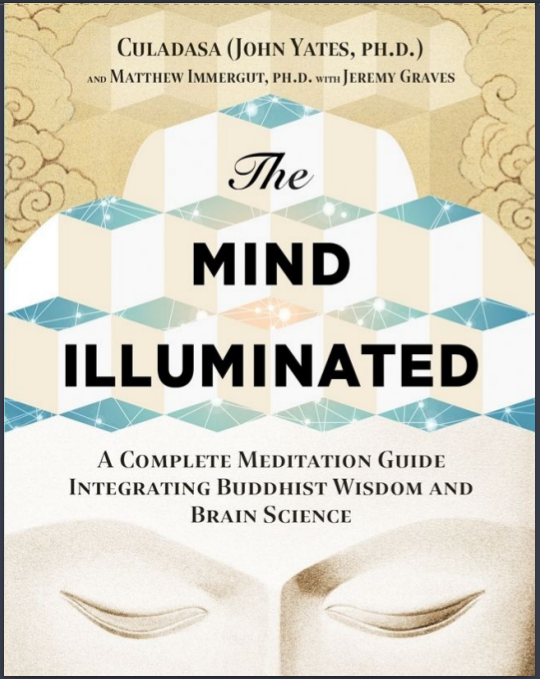 CULADASA (JOHN YATES, PH.D.)
AND MATTHEW IMMERGUT, PH.D. WITH JEREMY GRAVES
The
MIND
ILLUMINATED
A COMPLETE MEDITATION GUIDE
INTEGRATING BUDDHIST WISDOM AND
BRAIN SCIENCE